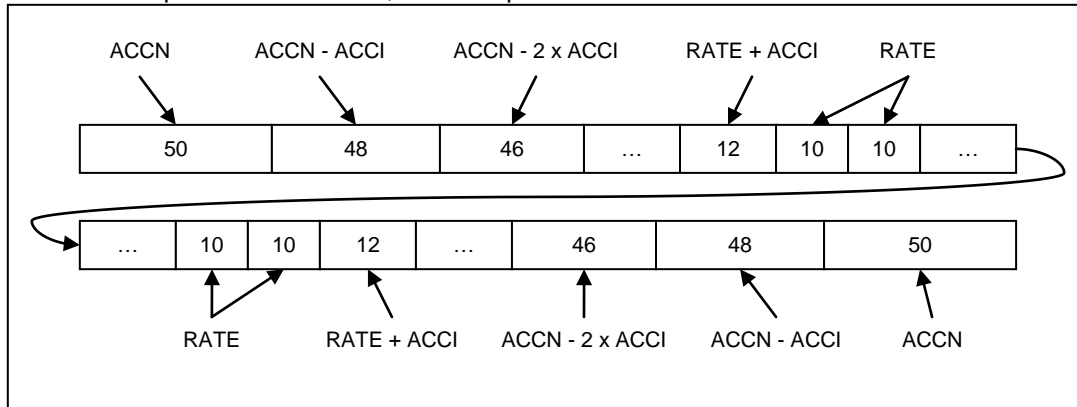 ACCN ACCN - ACCI ACCN - 2 x ACCI RATE + ACCI RATE
50 48 46 ... 12 10 10 ...
... 10 10 12 ... 46 48 50
RATE RATE + ACCI ACCN - 2 x ACCI ACCN - ACCI ACCN